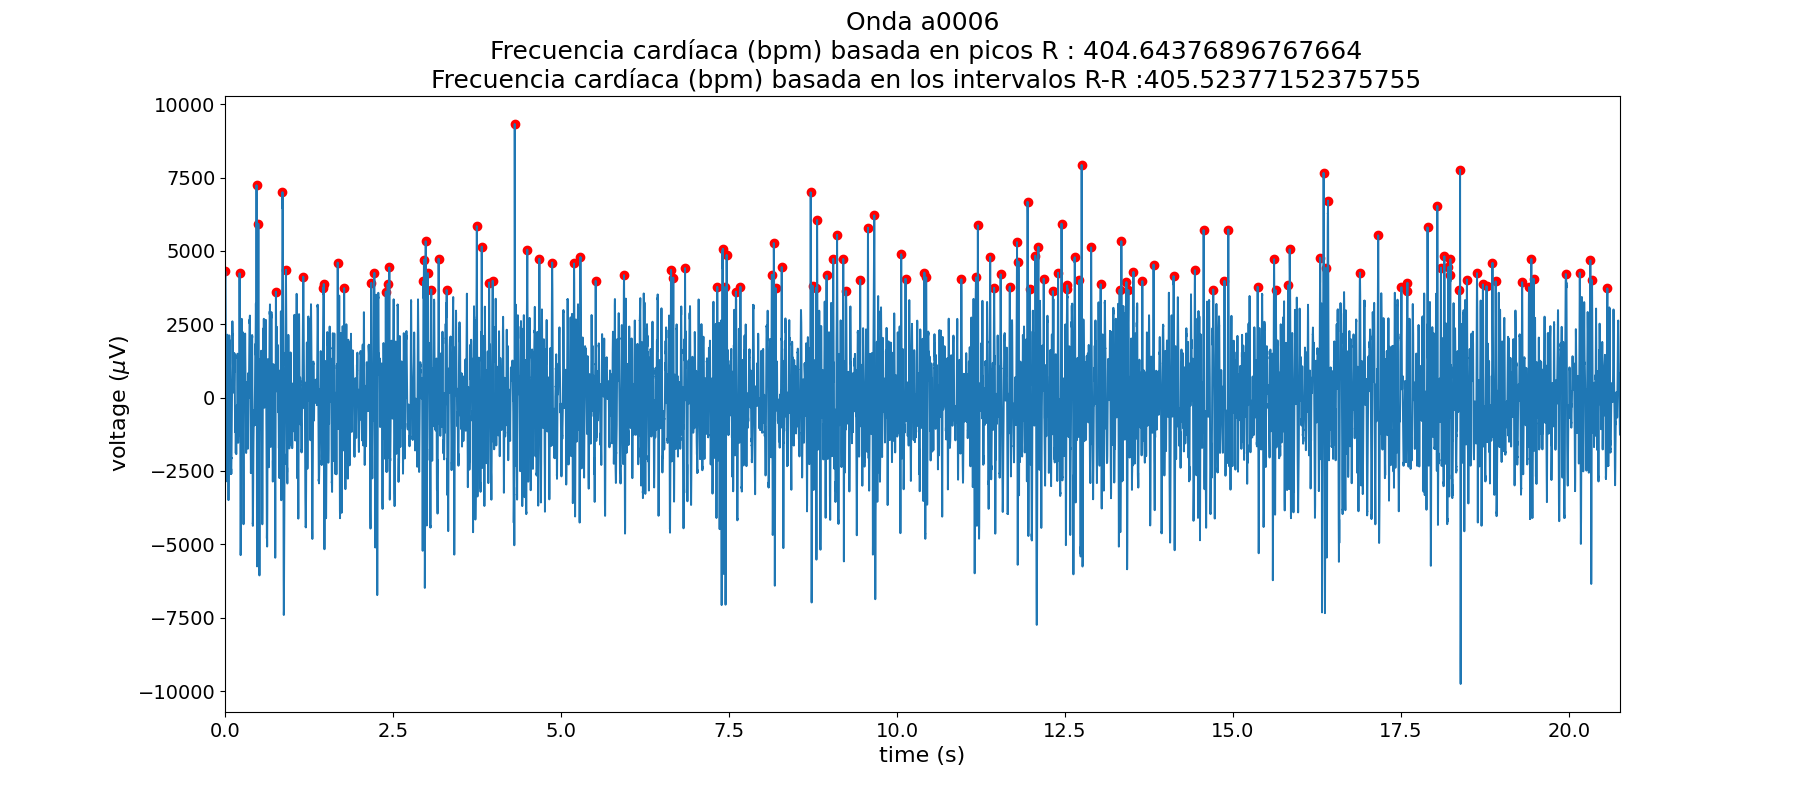 Onda a0006
Frecuencia cardíaca (bpm) basada en picos R : 404.64376896767664
Frecuencia cardíaca (bpm) basada en los intervalos R-R :405.52377152375755
10000
7500
5000
2500
0
−2500
−5000
−7500
−10000
voltage (μV)
0.0 2.5 5.0 7.5 10.0 12.5 15.0 17.5 20.0
time (s)